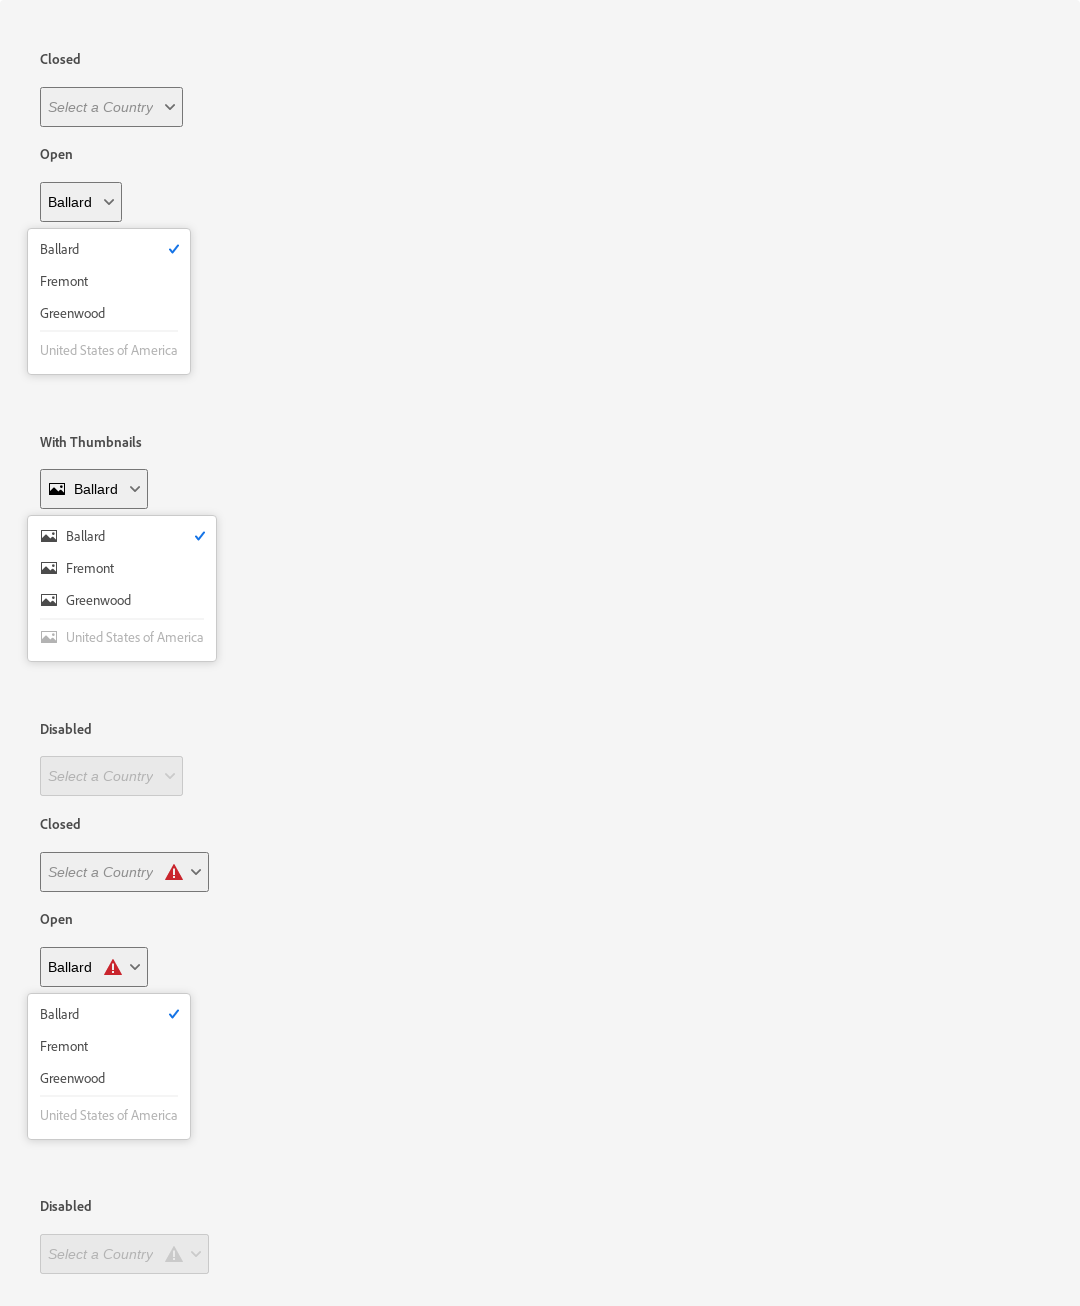 Closed
Select a Country
Open
Ballard
Ballard
Fremont
Greenwood
United States of America
With Thumbnails
Ballard
Ballard
Fremont
Greenwood
United States of America
Disabled
Select a Country
Closed
Select a Country
Open
Ballard
Ballard
Fremont
Greenwood
United States of America
Disabled
Select a Country